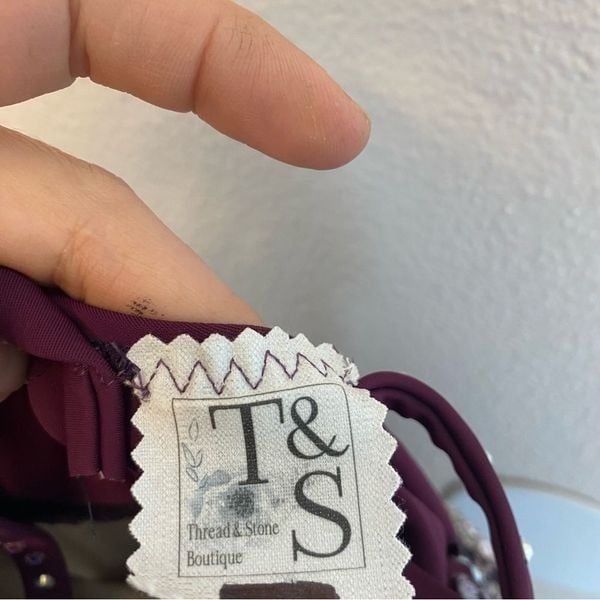 T&
S
Thread & Stone
Boutique